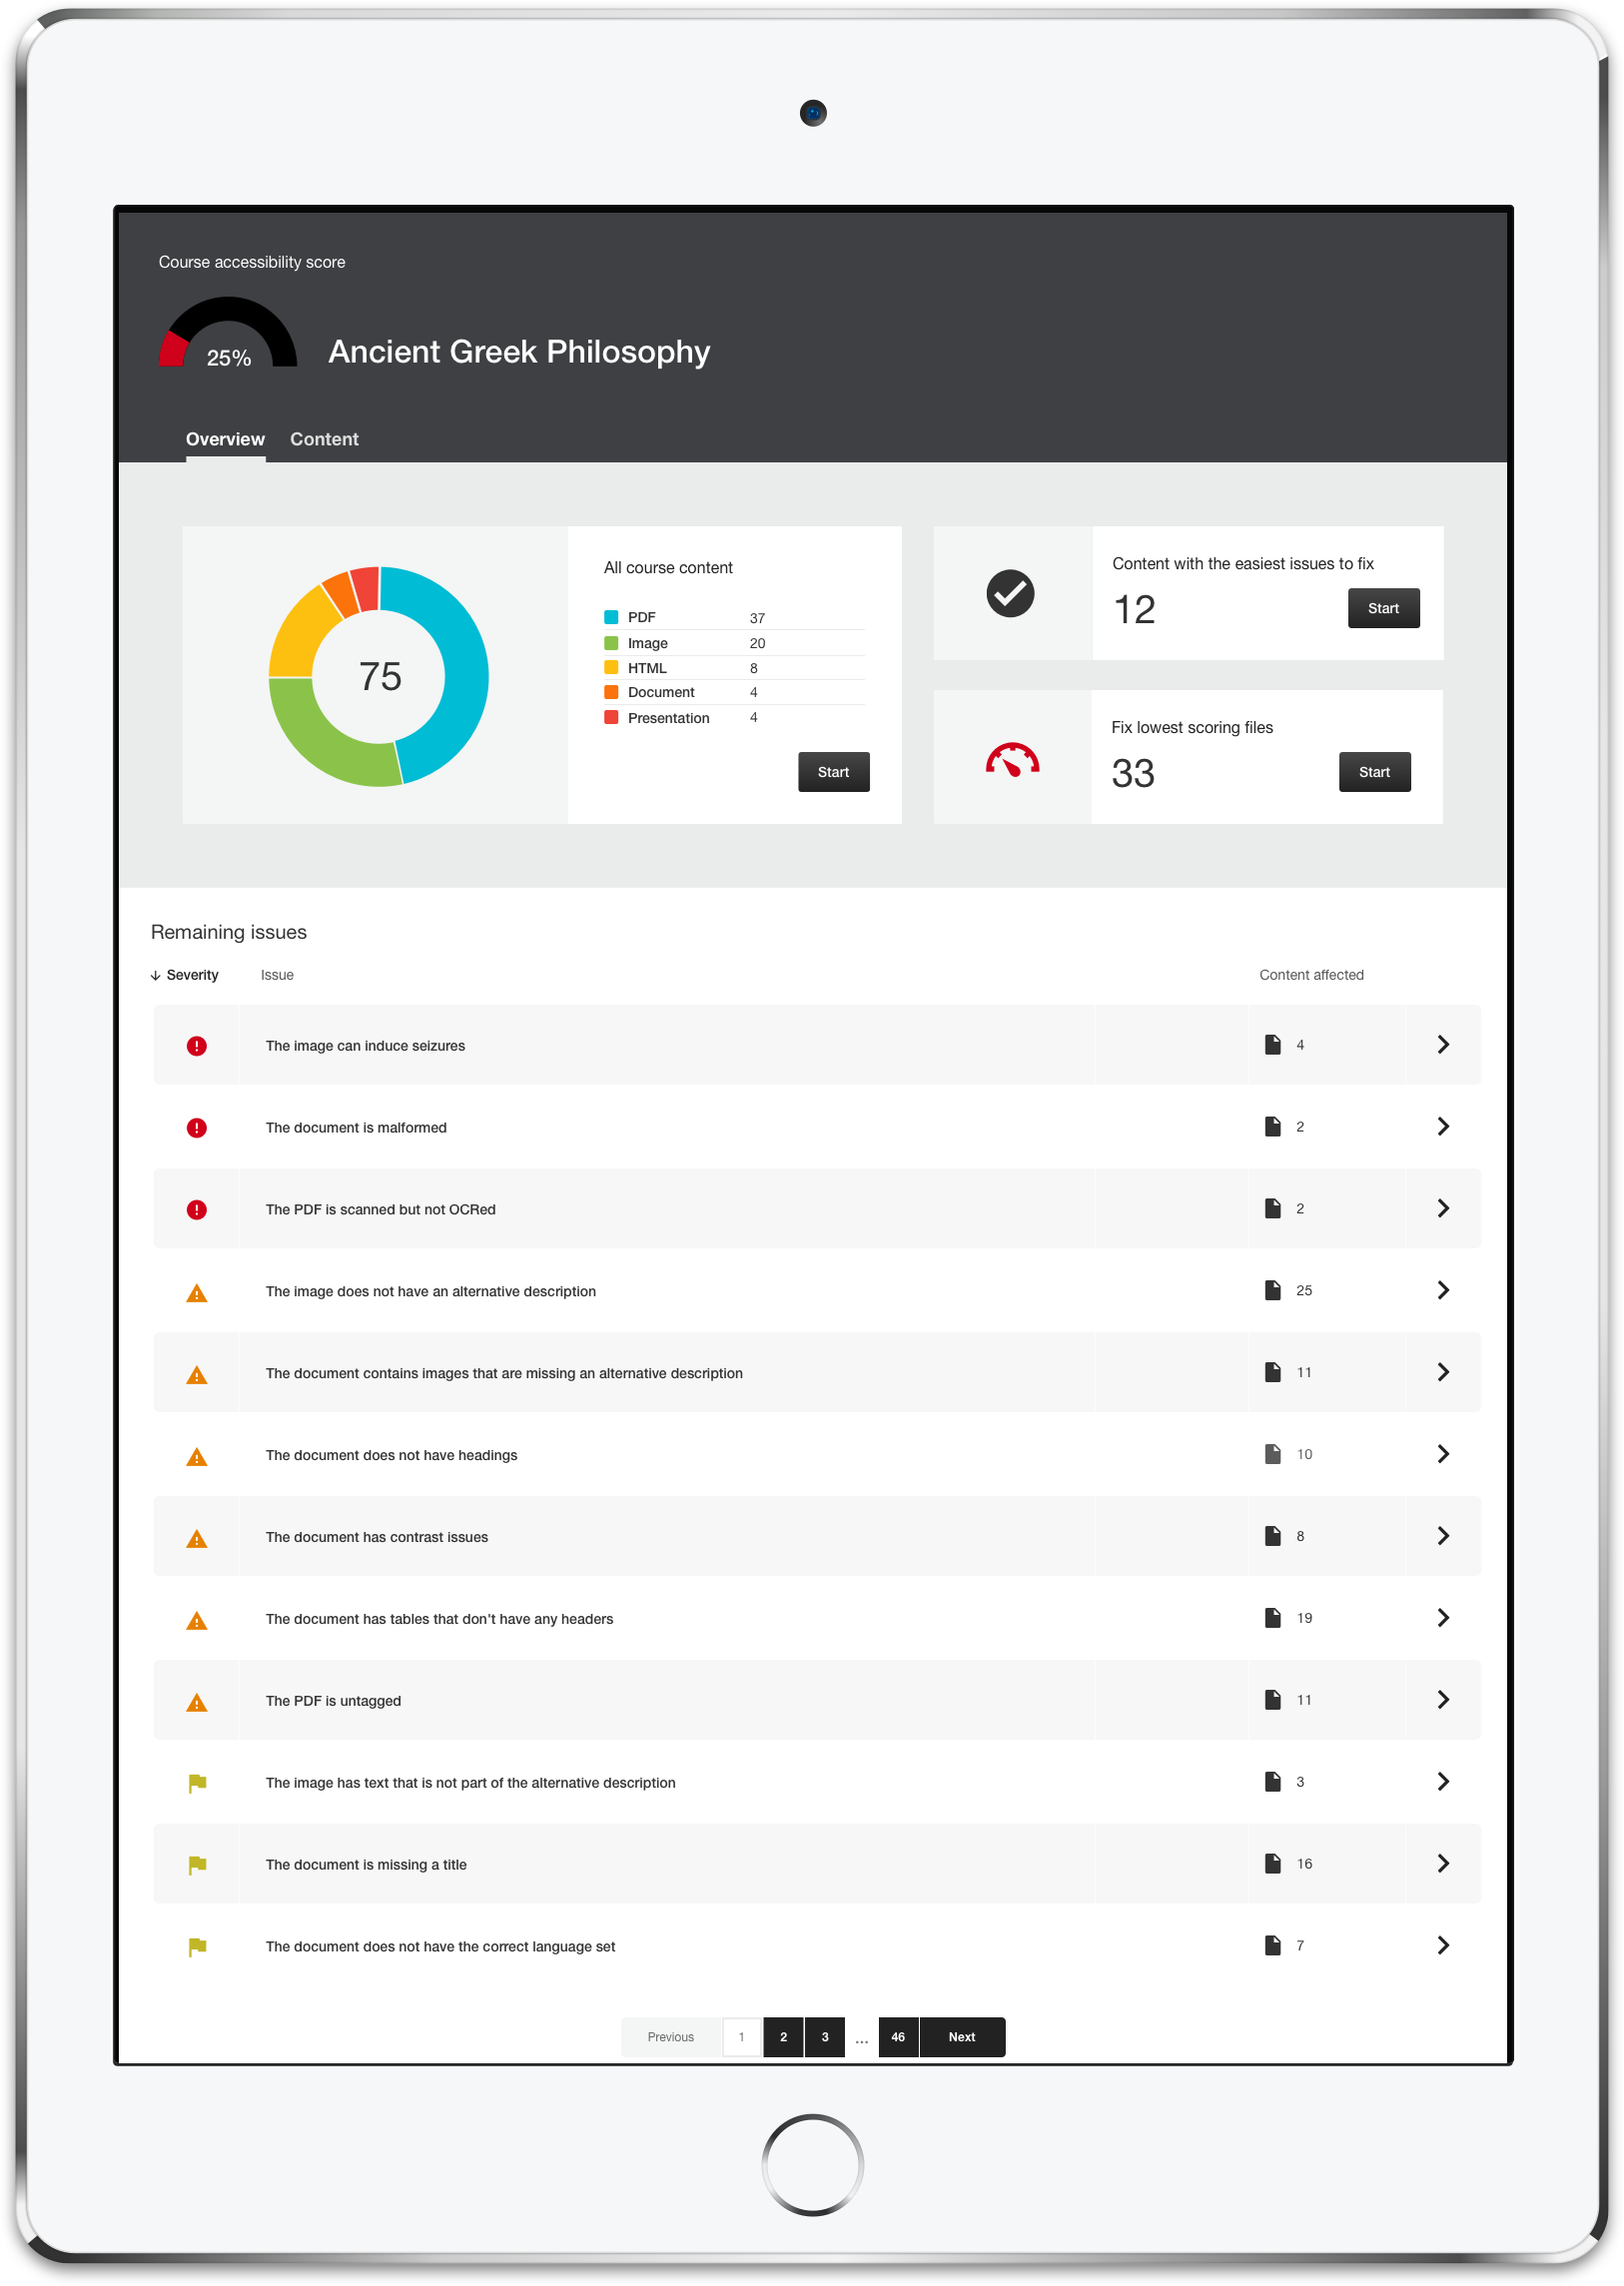 Course accessibility score
25%
Ancient Greek Philosophy
Overview Content
75
All course content
PDF 37
Image 20
HTML 8
Document 4
Presentation 4
Start
Content with the easiest issues to fix
12 Start
Fix lowest scoring files
33 Start
Remaining issues
Severity Issue Content affected
The image can induce seizures 4
The document is malformed 2
The PDF is scanned but not OCRed 2
The image does not have an alternative description 25
The document contains images that are missing an alternative description 11
The document does not have headings 10
The document has contrast issues 8
The document has tables that don't have any headers 19
The PDF is untagged 11
The image has text that is not part of the alternative description 3
The document is missing a title 16
The document does not have the correct language set 7
Previous 1 2 3 ... 46 Next